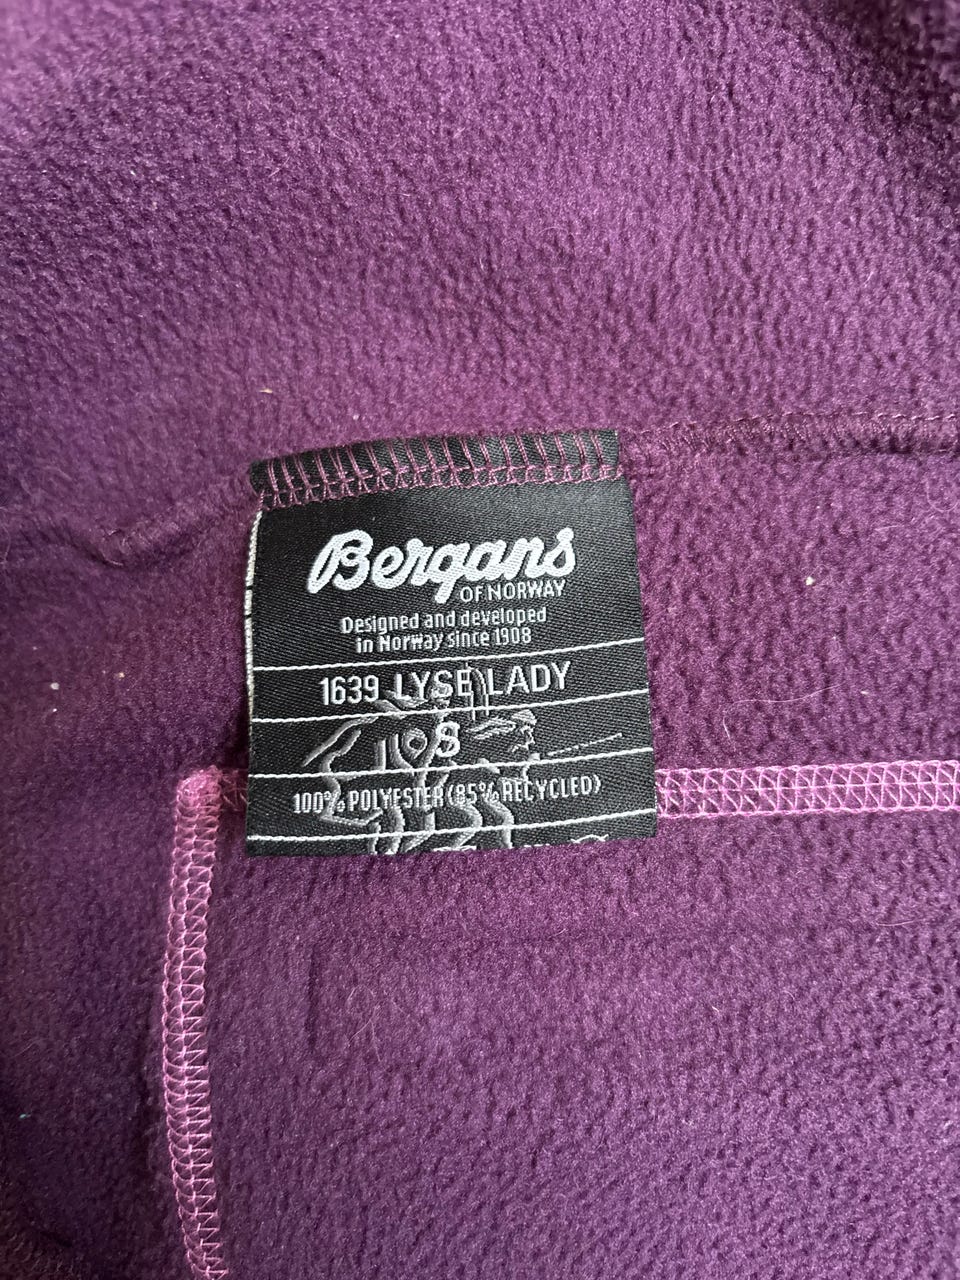 Bergans
OF NORWAY
Designed and developed
in Norway since 1908
1639 LYSE LADY
S
100% POLYESTER (85% RECYCLED)